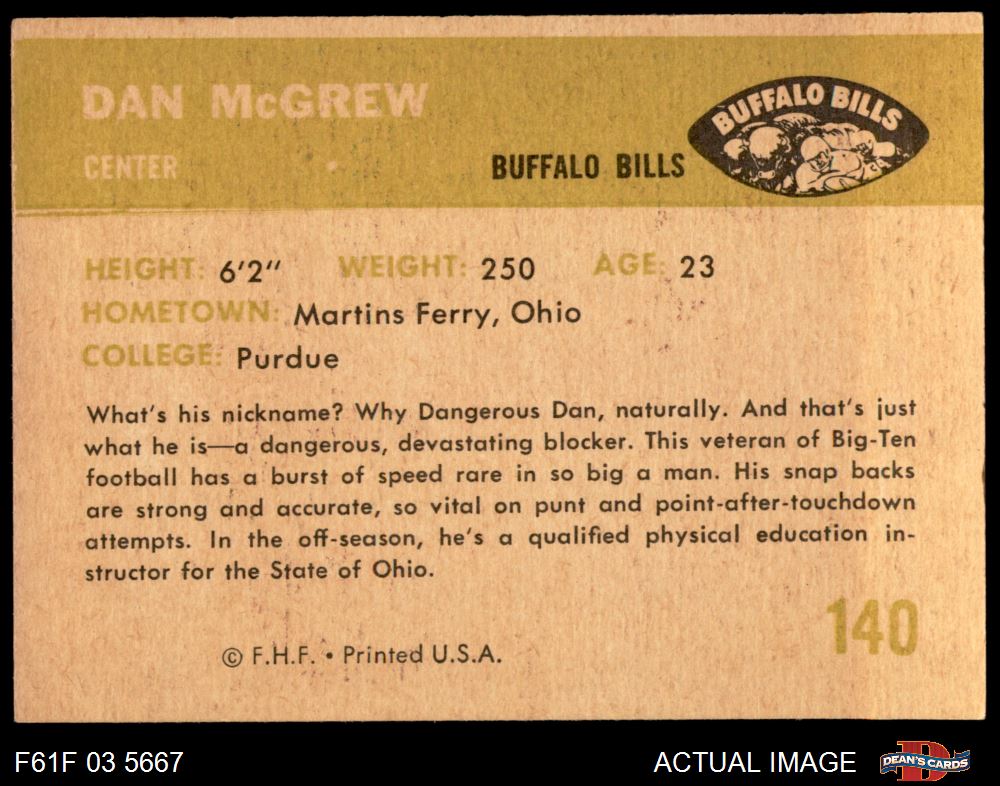 DAN McGREW
CENTER
BUFFALO BILLS
BUFFALO BILLS
HEIGHT: 6'2" WEIGHT: 250 AGE: 23
HOMETOWN: Martins Ferry, Ohio
COLLEGE: Purdue
What's his nickname? Why Dangerous Dan, naturally. And that's just
what he is—a dangerous, devastating blocker. This veteran of Big-Ten
football has a burst of speed rare in so big a man. His snap backs
are strong and accurate, so vital on punt and point-after-touchdown
attempts. In the off-season, he's a qualified physical education in-
structor for the State of Ohio.
140
© F.H.F. • Printed U.S.A.
F61F 03 5667
ACTUAL IMAGE
D
DEAN'S CARDS